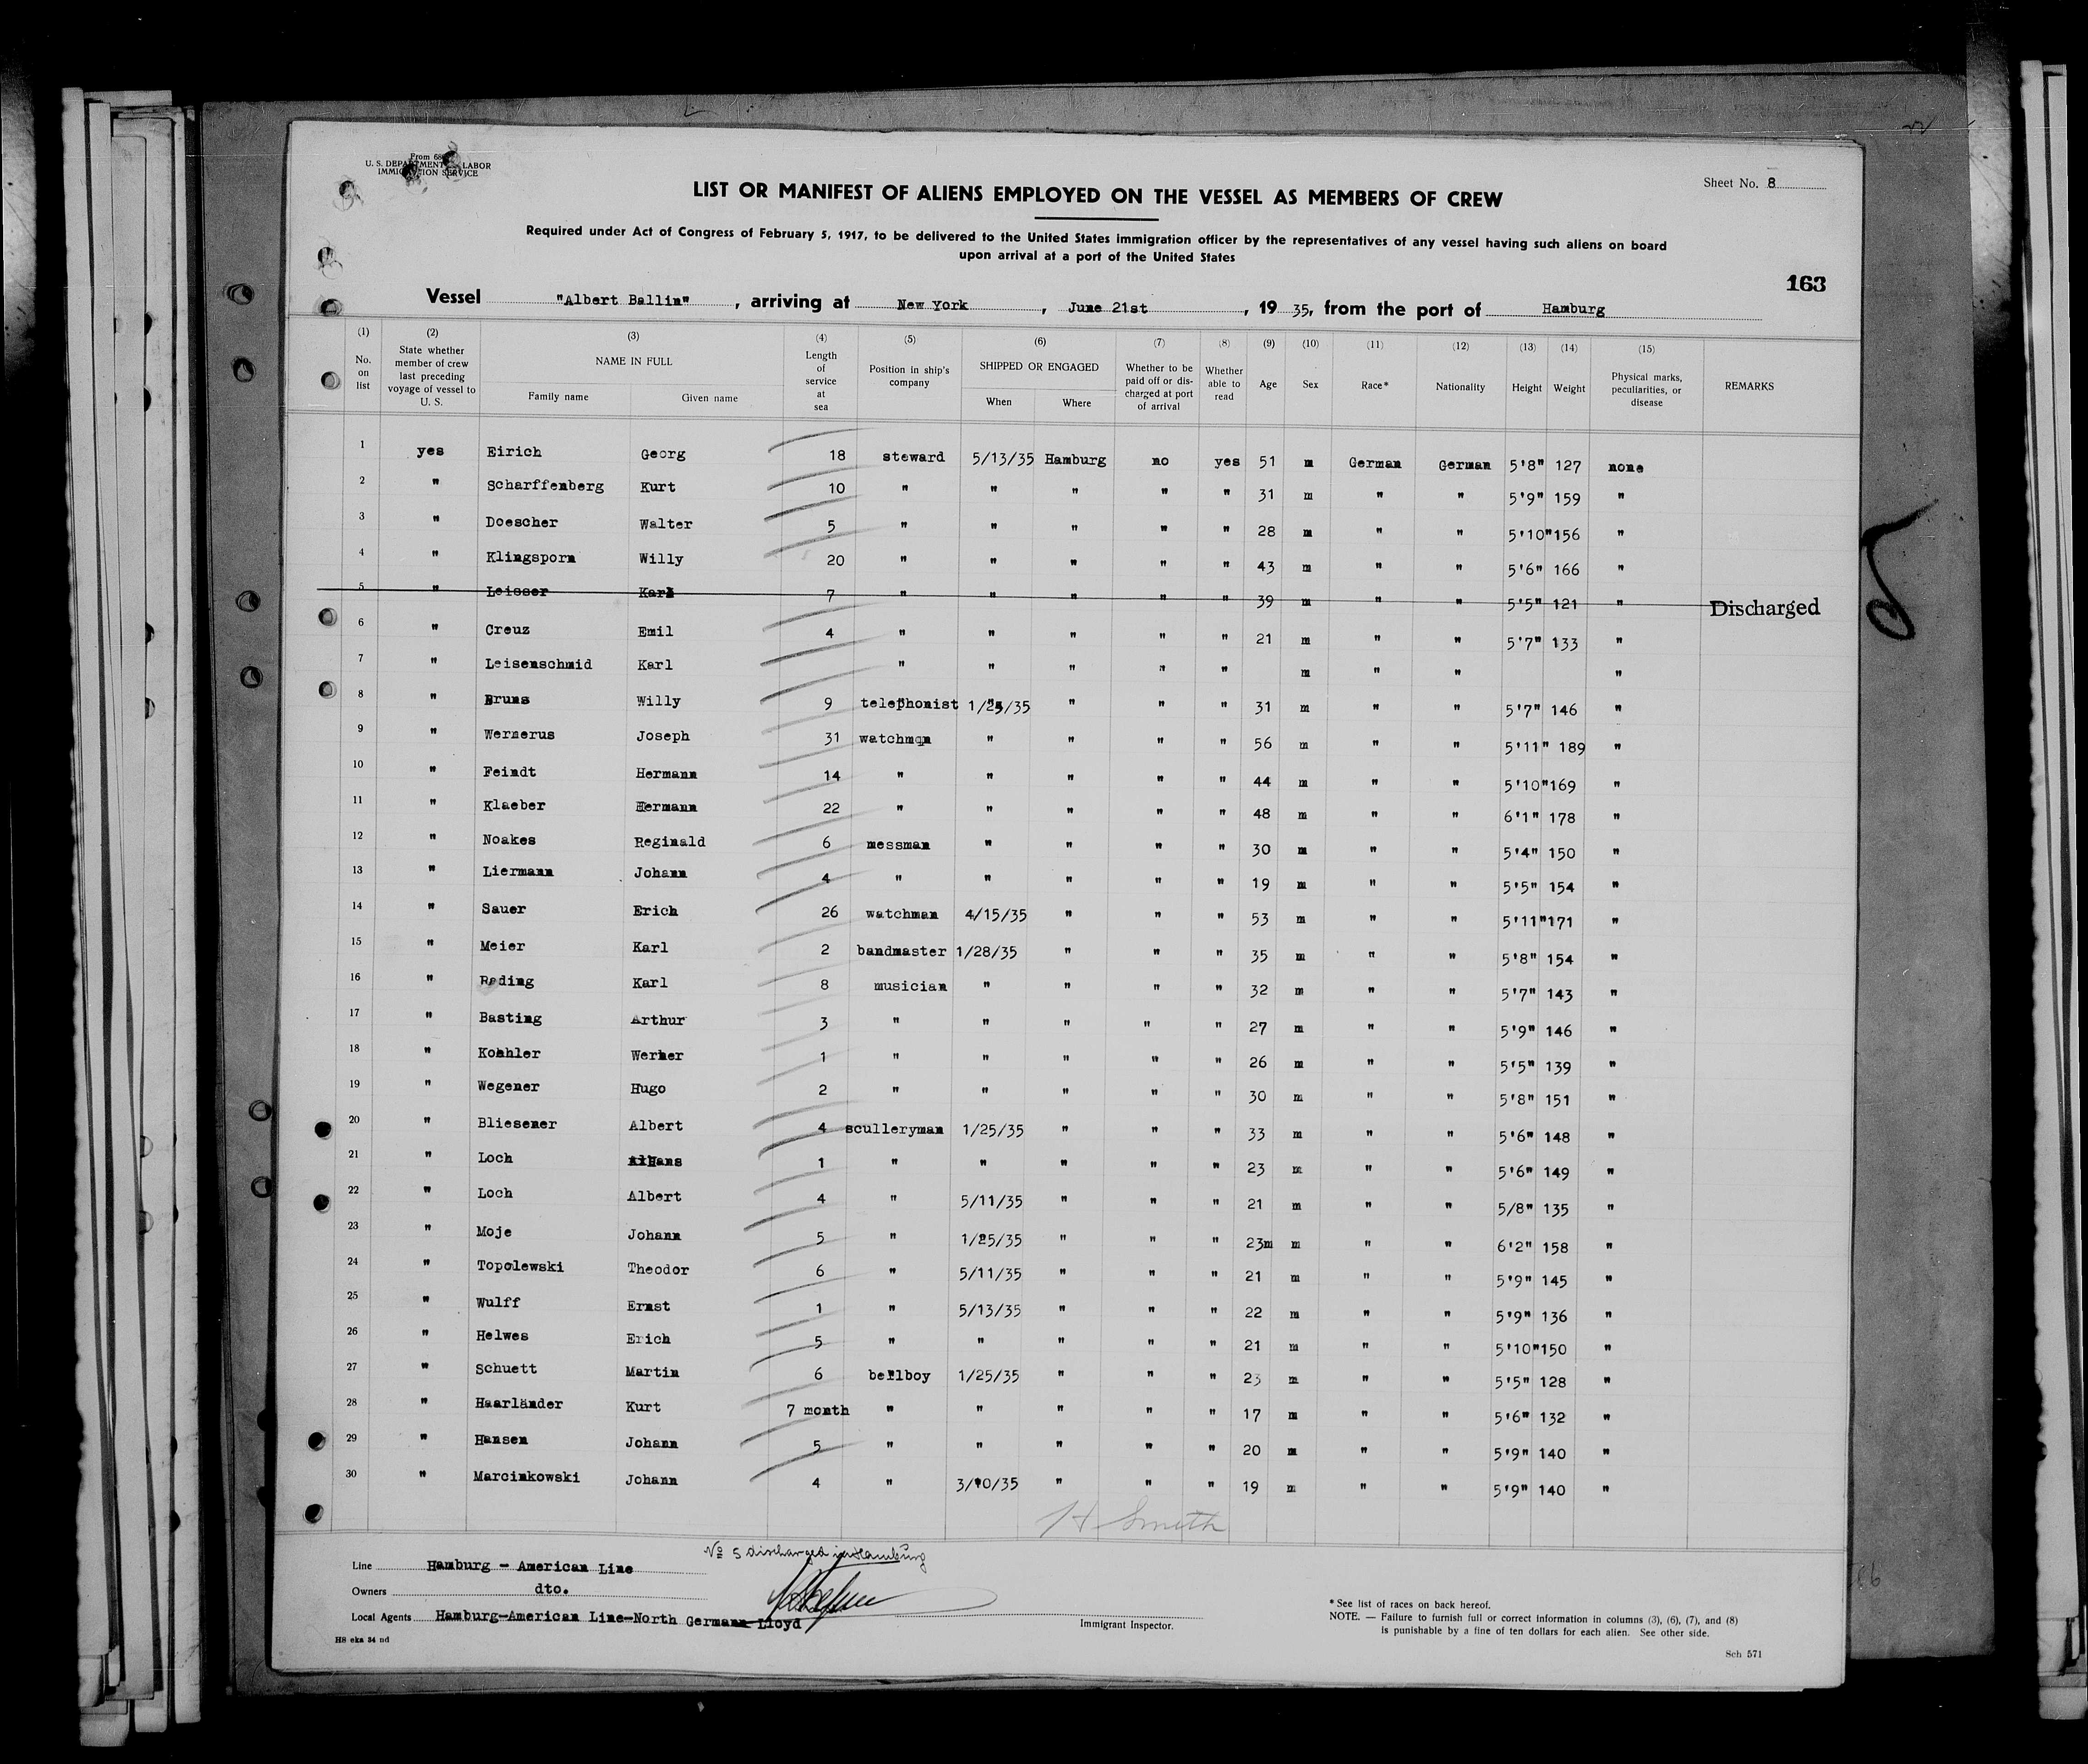 From 68
U. S. DEPARTMENT LABOR
IMMIGRATION SERVICE
Sheet No. 8
LIST OR MANIFEST OF ALIENS EMPLOYED ON THE VESSEL AS MEMBERS OF CREW
Required under Act of Congress of February 5, 1917, to be delivered to the United States immigration officer by the representatives of any vessel having such aliens on board
upon arrival at a port of the United States
163
Vessel "Albert Ballin", arriving at New York, June 21st, 19 35, from the port of Hamburg
(1) (2) (3) (4) (5) (6) (7) (8) (9) (10) (11) (12) (13) (14) (15)
No. on list State whether member of crew last preceding voyage of vessel to U. S. NAME IN FULL Family name Given name Length of service at sea Position in ship's company SHIPPED OR ENGAGED When Where Whether to be paid off or discharged at port of arrival Whether able to read Age Sex Race* Nationality Height Weight Physical marks, peculiarities, or disease REMARKS
1 yes Eirich Georg 18 steward 5/13/35 Hamburg no yes 51 m German German 5'8" 127 none
2 " Scharffenberg Kurt 10 " " " " " 31 m " " 5'9" 159 "
3 " Doescher Walter 5 " " " " " 28 m " " 5'10" 156 "
4 " Klingsporn Willy 20 " " " " " 43 m " " 5'6" 166 "
5 " Leisser Karl 7 " " " " " 39 m " " 5'5" 121 " Discharged
6 " Creuz Emil 4 " " " " " 21 m " " 5'7" 133 "
7 " Leisenschmid Karl " " " " " m " " "
8 " Bruns Willy 9 telephonist 1/25/35 " " " 31 m " " 5'7" 146 "
9 " Wernerus Joseph 31 watchman " " " " 56 m " " 5'11" 189 "
10 " Feindt Hermann 14 " " " " " 44 m " " 5'10" 169 "
11 " Klaeber Hermann 22 " " " " " 48 m " " 6'1" 178 "
12 " Noakes Reginald 6 messman " " " " 30 m " " 5'4" 150 "
13 " Liermann Johann 4 " " " " " 19 m " " 5'5" 154 "
14 " Sauer Erich 26 watchman 4/15/35 " " " 53 m " " 5'11" 171 "
15 " Meier Karl 2 bandmaster 1/28/35 " " " 35 m " " 5'8" 154 "
16 " Reding Karl 8 musician " " " " 32 m " " 5'7" 143 "
17 " Basting Arthur 3 " " " " " 27 m " " 5'9" 146 "
18 " Koehler Werner 1 " " " " " 26 m " " 5'5" 139 "
19 " Wegener Hugo 2 " " " " " 30 m " " 5'8" 151 "
20 " Bliesener Albert 4 sculleryman 1/25/35 " " " 33 m " " 5'6" 148 "
21 " Loch Hans 1 " " " " " 23 m " " 5'6" 149 "
22 " Loch Albert 4 " 5/11/35 " " " 21 m " " 5/8" 135 "
23 " Moje Johann 5 " 1/25/35 " " " 23m m " " 6'2" 158 "
24 " Topolewski Theodor 6 " 5/11/35 " " " 21 m " " 5'9" 145 "
25 " Wulff Ernst 1 " 5/13/35 " " " 22 m " " 5'9" 136 "
26 " Helwes Erich 5 " " " " " 21 m " " 5'10" 150 "
27 " Schuett Martin 6 bellboy 1/25/35 " " " 23 m " " 5'5" 128 "
28 " Haarländer Kurt 7 month " " " " " 17 m " " 5'6" 132 "
29 " Hansen Johann 5 " " " " " 20 m " " 5'9" 140 "
30 " Marcinkowski Johann 4 " 3/10/35 " " " 19 m " " 5'9" 140 "
H Smith
No 5 discharged in Hamburg
Line Hamburg - American Line
Owners dto.
Local Agents Hamburg-American Line-North German Lloyd
Immigrant Inspector.
* See list of races on back hereof.
NOTE. — Failure to furnish full or correct information in columns (3), (6), (7), and (8)
is punishable by a fine of ten dollars for each alien. See other side.
H8 eka 34 nd
Sch 571